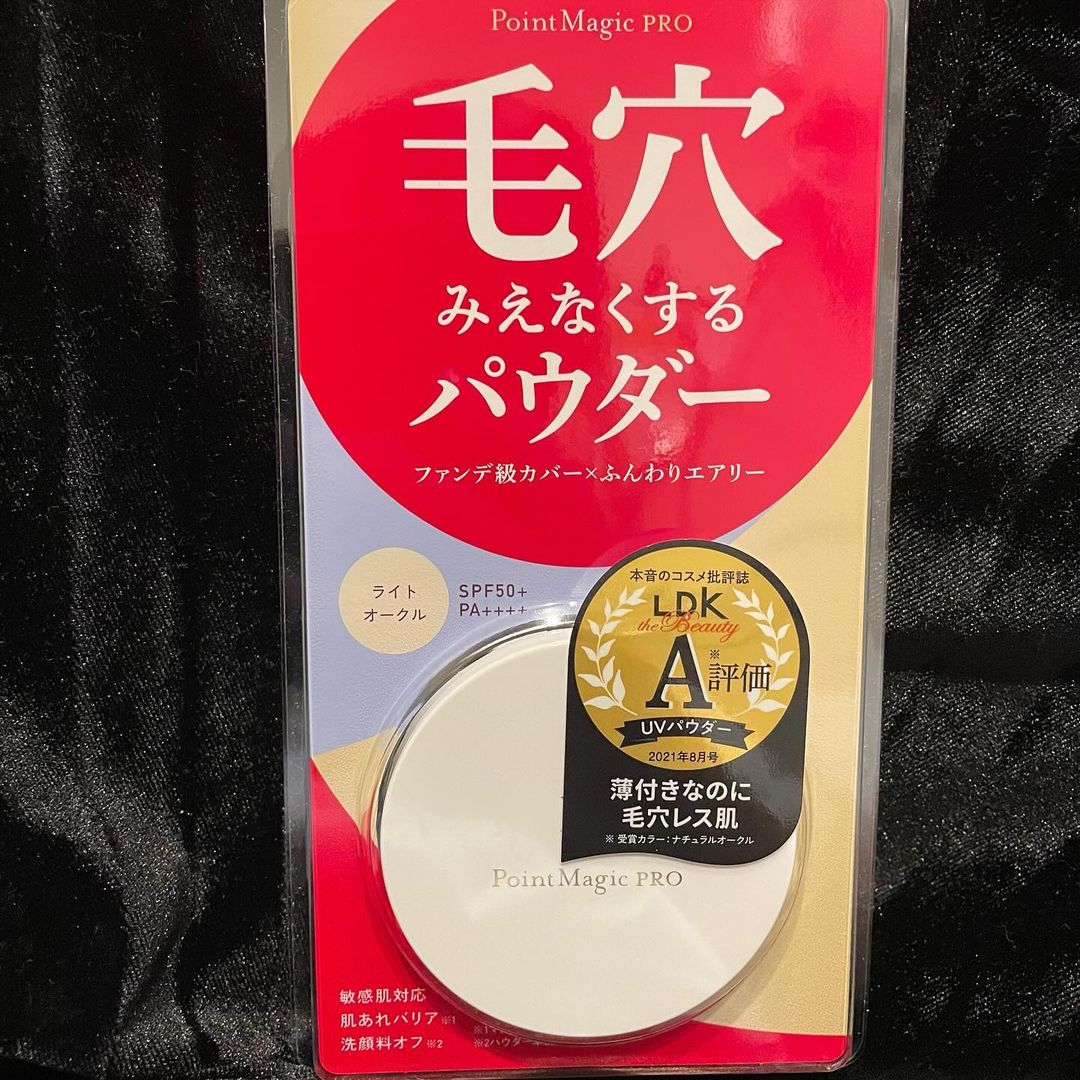 PointMagic PRO
毛穴
みえなくする
パウダー
ファンデ級カバー×ふんわりエアリー
ライト
オークル
SPF50+
PA++++
本音のコスメ批評誌
LDK
the Beauty
A※評価
UVパウダー
2021年8月号
薄付きなのに
毛穴レス肌
※ 受賞カラー:ナチュラルオークル
PointMagic PRO
敏感肌対応
肌あれバリア※1
洗顔料オフ※2